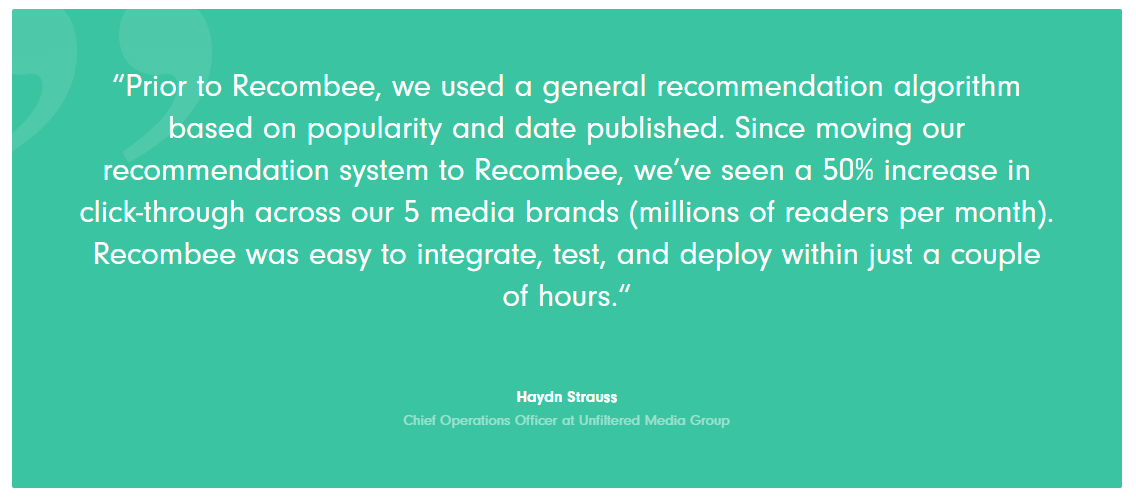 “Prior to Recombee, we used a general recommendation algorithm
based on popularity and date published. Since moving our
recommendation system to Recombee, we’ve seen a 50% increase in
click-through across our 5 media brands (millions of readers per month).
Recombee was easy to integrate, test, and deploy within just a couple
of hours.“
Haydn Strauss
Chief Operations Officer at Unfiltered Media Group